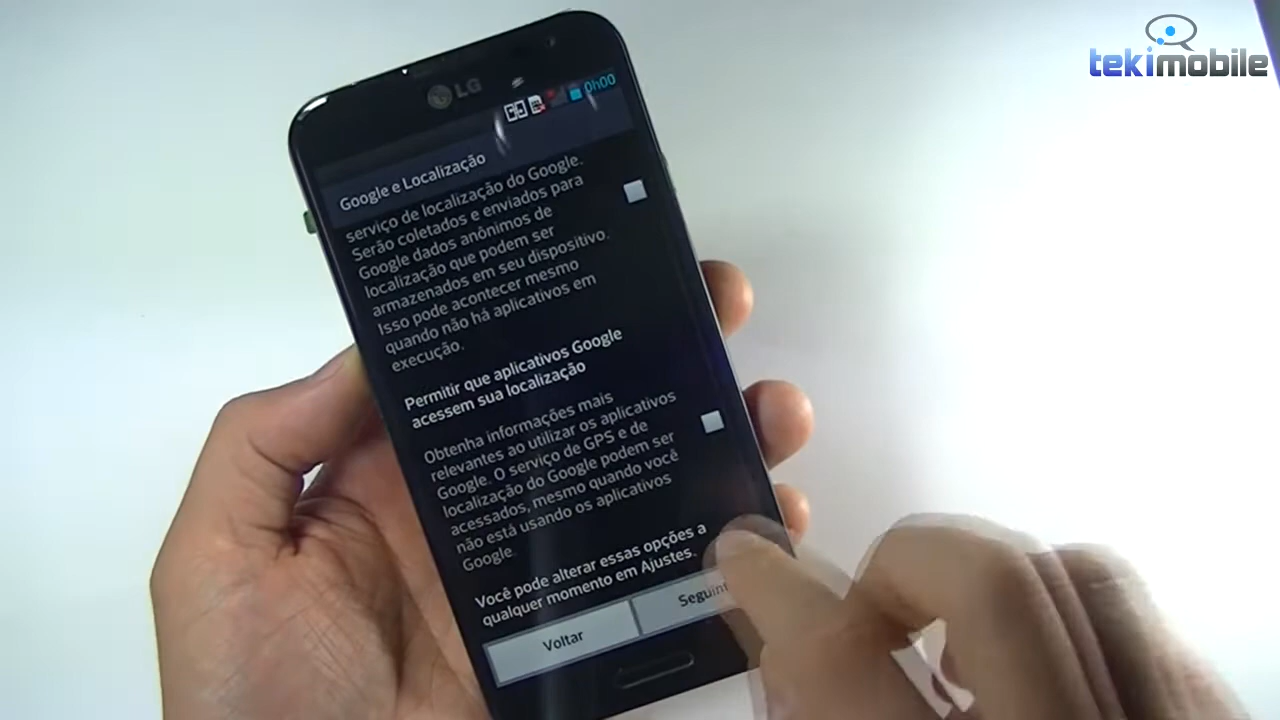 tekimobile
LG
0h00
Google e Localização
serviço de localização do Google.
Serão coletados e enviados para
Google dados anônimos de
localização que podem ser
armazenados em seu dispositivo.
Isso pode acontecer mesmo
quando não há aplicativos em
execução.
Permitir que aplicativos Google
acessem sua localização
Obtenha informações mais
relevantes ao utilizar os aplicativos
Google. O serviço de GPS e de
localização do Google podem ser
acessados, mesmo quando você
não está usando os aplicativos
Google.
Você pode alterar essas opções a
qualquer momento em Ajustes.
Voltar